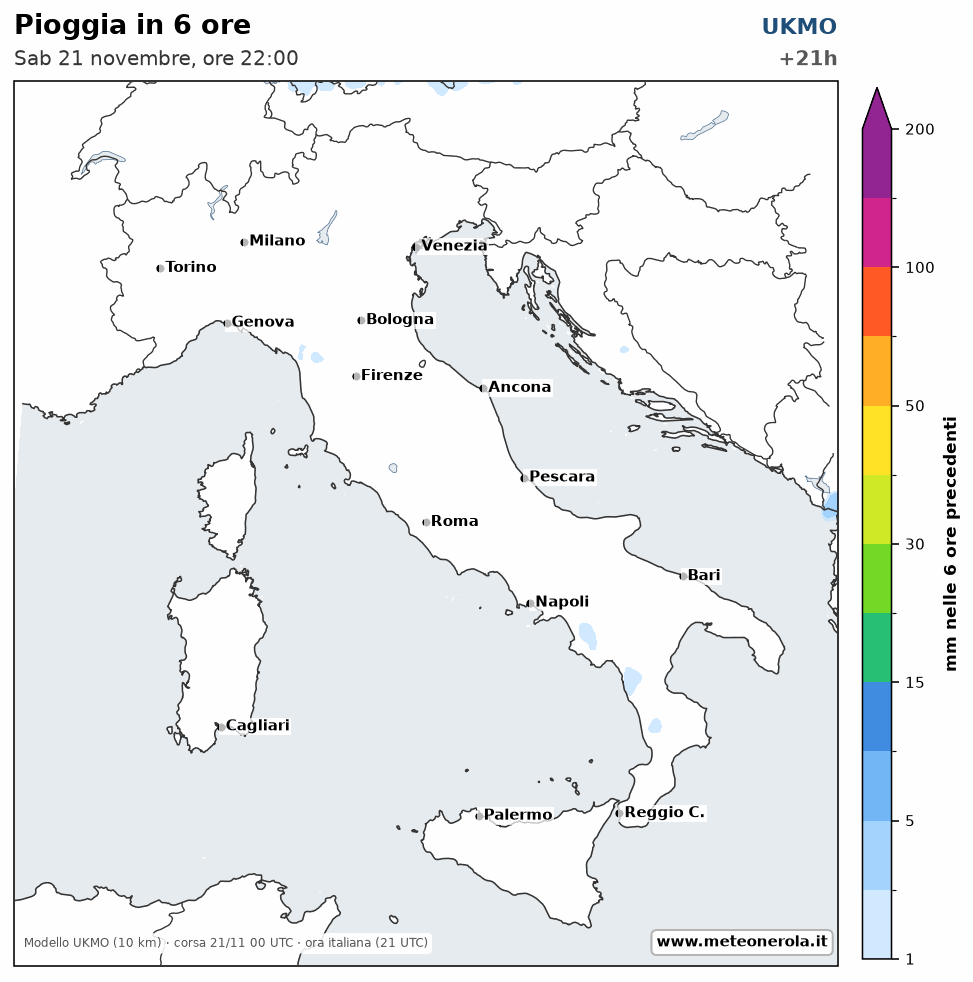 Pioggia in 6 ore
UKMO
Sab 21 novembre, ore 22:00
+21h
200
Milano
Venezia
Torino
100
Genova
Bologna
Firenze
Ancona
50
Pescara
Roma
30
Bari
Napoli
15
Cagliari
Palermo
Reggio C.
5
mm nelle 6 ore precedenti
Modello UKMO (10 km) · corsa 21/11 00 UTC · ora italiana (21 UTC)
www.meteonerola.it
1